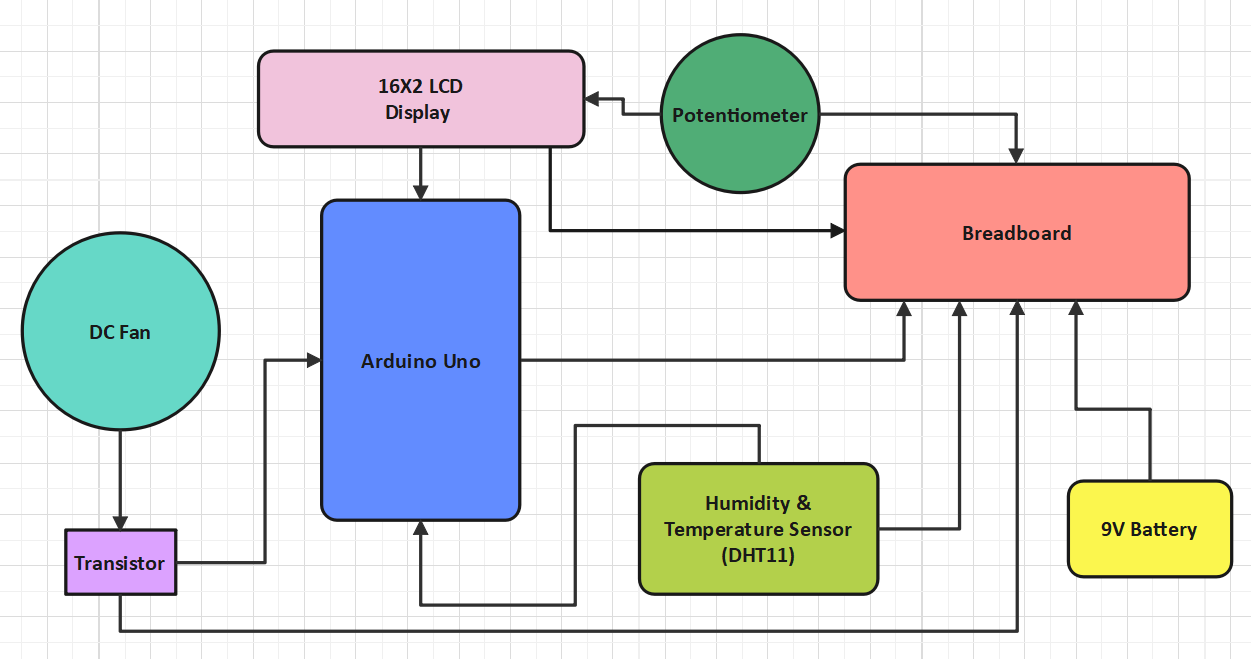 16X2 LCD
Display
Potentiometer
Breadboard
DC Fan
Arduino Uno
Humidity &
Temperature Sensor
(DHT11)
9V Battery
Transistor